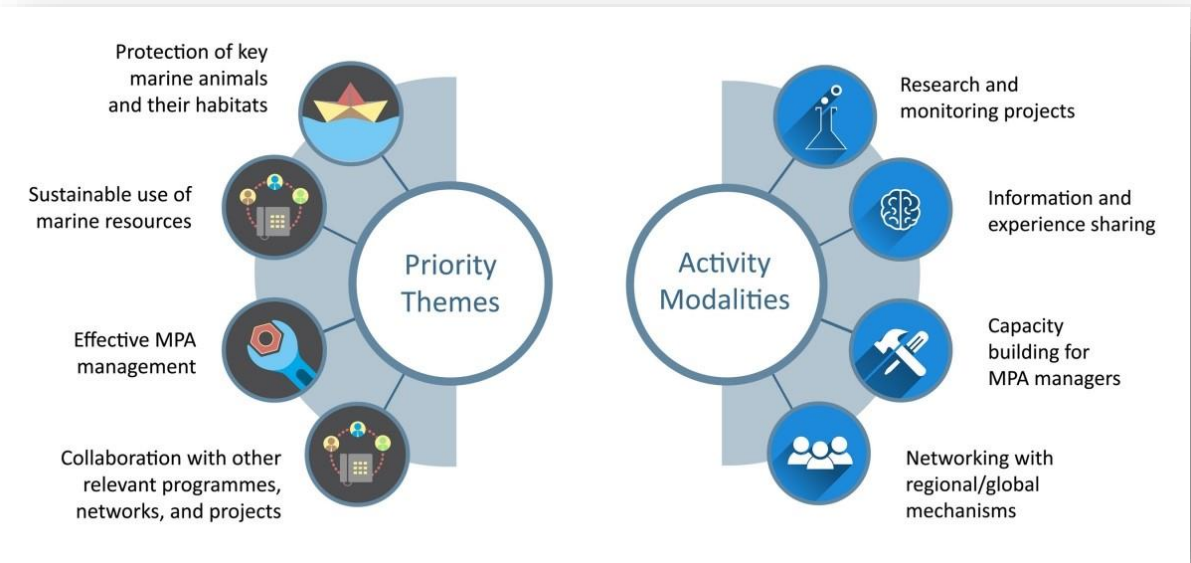 Protection of key
marine animals
and their habitats
Sustainable use of
marine resources
Effective MPA
management
Collaboration with other
relevant programmes,
networks, and projects
Priority
Themes
Activity
Modalities
Research and
monitoring projects
Information and
experience sharing
Capacity
building for
MPA managers
Networking with
regional/global
mechanisms